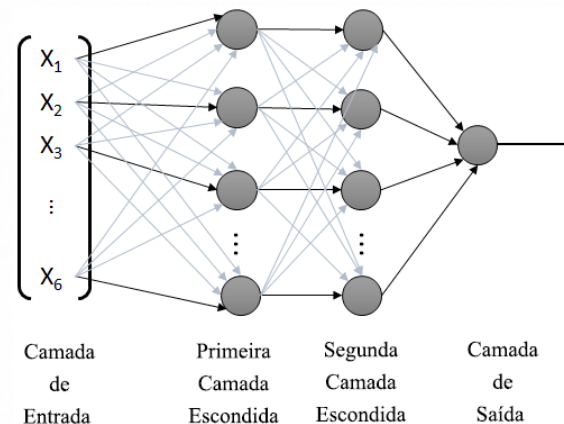 X₁
X₂
X₃
...
X₆
Camada
de
Entrada
Primeira
Camada
Escondida
Segunda
Camada
Escondida
Camada
de
Saída